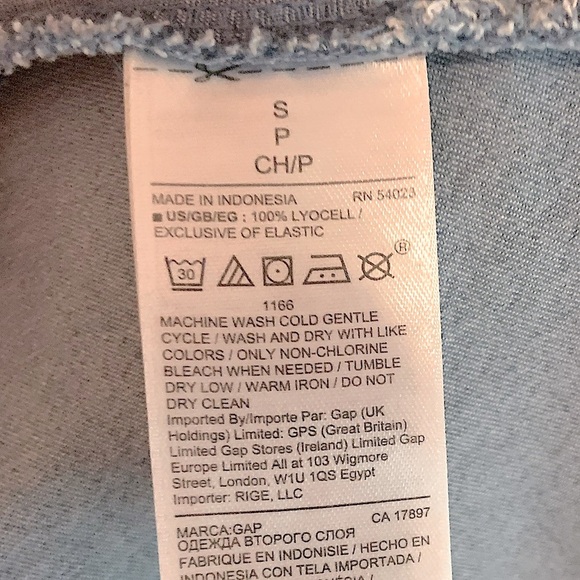 S
P
CH/P
MADE IN INDONESIA RN 54023
■ US/GB/EG : 100% LYOCELL /
EXCLUSIVE OF ELASTIC
30 ®
1166
MACHINE WASH COLD GENTLE
CYCLE / WASH AND DRY WITH LIKE
COLORS / ONLY NON-CHLORINE
BLEACH WHEN NEEDED / TUMBLE
DRY LOW / WARM IRON / DO NOT
DRY CLEAN
Imported By/Importe Par: Gap (UK
Holdings) Limited: GPS (Great Britain)
Limited Gap Stores (Ireland) Limited Gap
Europe Limited All at 103 Wigmore
Street, London, W1U 1QS Egypt
Importer: RIGE, LLC
MARCA:GAP CA 17897
ОДЕЖДА ВТОРОГО СЛОЯ
FABRIQUE EN INDONISIE / HECHO EN
INDONESIA CON TELA IMPORTADA /